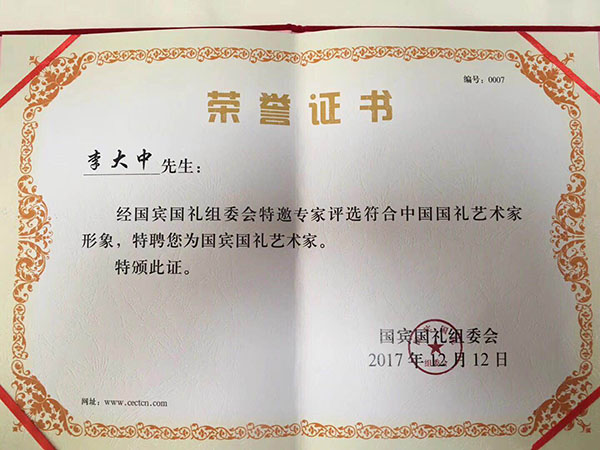 编号：0007
荣誉证书
李大中 先生：
经国宾国礼组委会特邀专家评选符合中国国礼艺术家
形象，特聘您为国宾国礼艺术家。
特颁此证。
国宾国礼组委会
2017 年 12 月 12 日
组委会
网址：www.cectcn.com